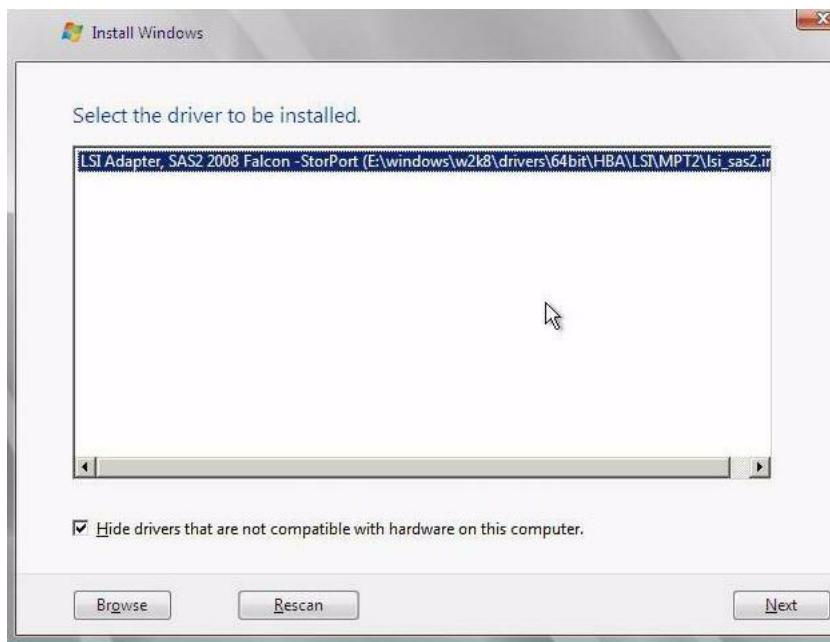 Install Windows
Select the driver to be installed.
LSI Adapter, SAS2 2008 Falcon -StorPort (E:\windows\w2k8\drivers\64bit\HBA\LSI\MPT2\lsi_sas2.in
Hide drivers that are not compatible with hardware on this computer.
Browse
Rescan
Next